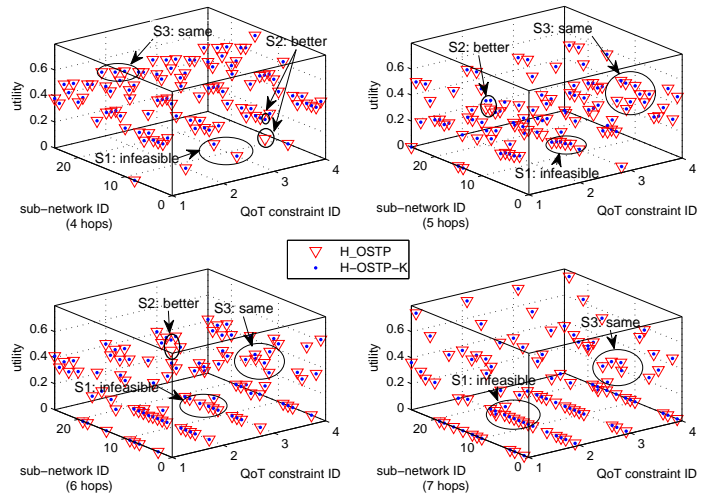 S3: same
S2: better
0.6
0.4
0.2
0
utility
S1: infeasible
20
10
0
1
2
3
4
sub-network ID
(4 hops)
QoT constraint ID
S3: same
S2: better
0.6
0.4
0.2
0
utility
S1: infeasible
20
10
0
1
2
3
4
sub-network ID
(5 hops)
QoT constraint ID
H_OSTP
H-OSTP-K
S2: better
S3: same
0.6
0.4
0.2
0
utility
S1: infeasible
20
10
0
1
2
3
4
sub-network ID
(6 hops)
QoT constraint ID
S3: same
0.6
0.4
0.2
0
utility
S1: infeasible
20
10
0
1
2
3
4
sub-network ID
(7 hops)
QoT constraint ID